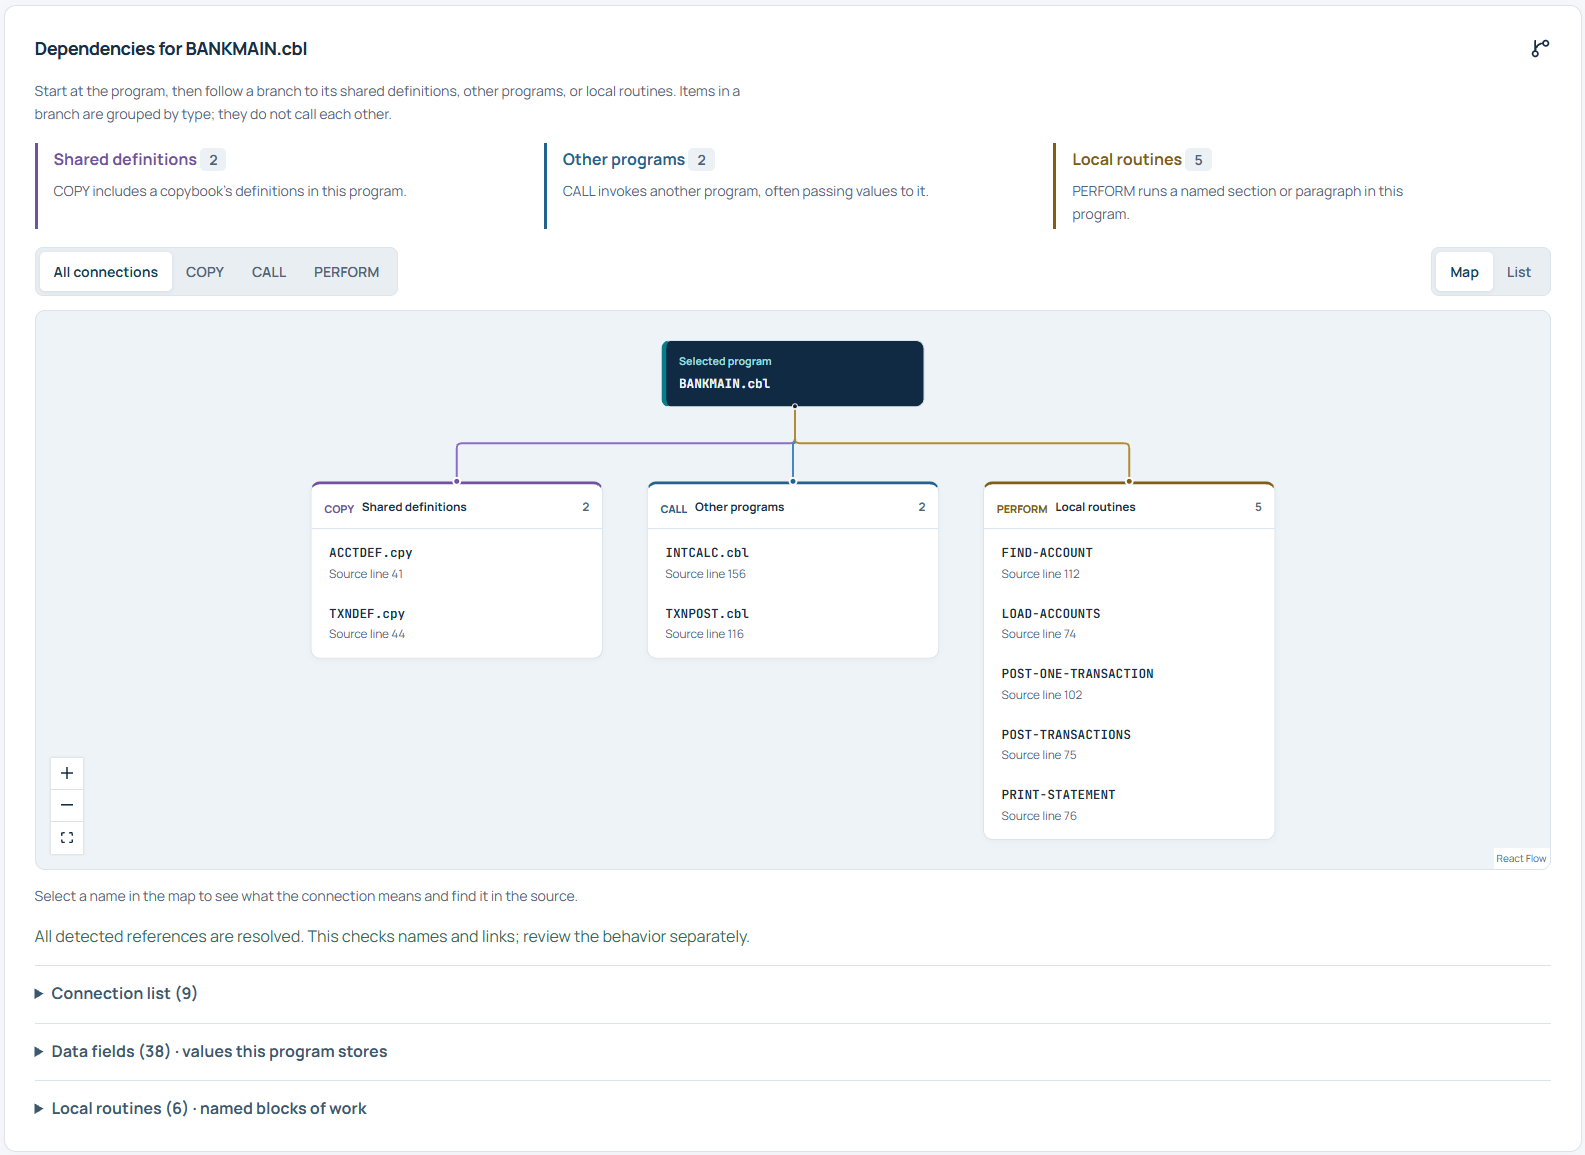 Dependencies for BANKMAIN.cbl
Start at the program, then follow a branch to its shared definitions, other programs, or local routines. Items in a
branch are grouped by type; they do not call each other.
Shared definitions 2
COPY includes a copybook's definitions in this program.
Other programs 2
CALL invokes another program, often passing values to it.
Local routines 5
PERFORM runs a named section or paragraph in this
program.
All connections COPY CALL PERFORM
Map List
Selected program
BANKMAIN.cbl
COPY Shared definitions 2
ACCTDEF.cpy
Source line 41
TXNDEF.cpy
Source line 44
CALL Other programs 2
INTCALC.cbl
Source line 156
TXNPOST.cbl
Source line 116
PERFORM Local routines 5
FIND-ACCOUNT
Source line 112
LOAD-ACCOUNTS
Source line 74
POST-ONE-TRANSACTION
Source line 102
POST-TRANSACTIONS
Source line 75
PRINT-STATEMENT
Source line 76
React Flow
Select a name in the map to see what the connection means and find it in the source.
All detected references are resolved. This checks names and links; review the behavior separately.
Connection list (9)
Data fields (38) · values this program stores
Local routines (6) · named blocks of work